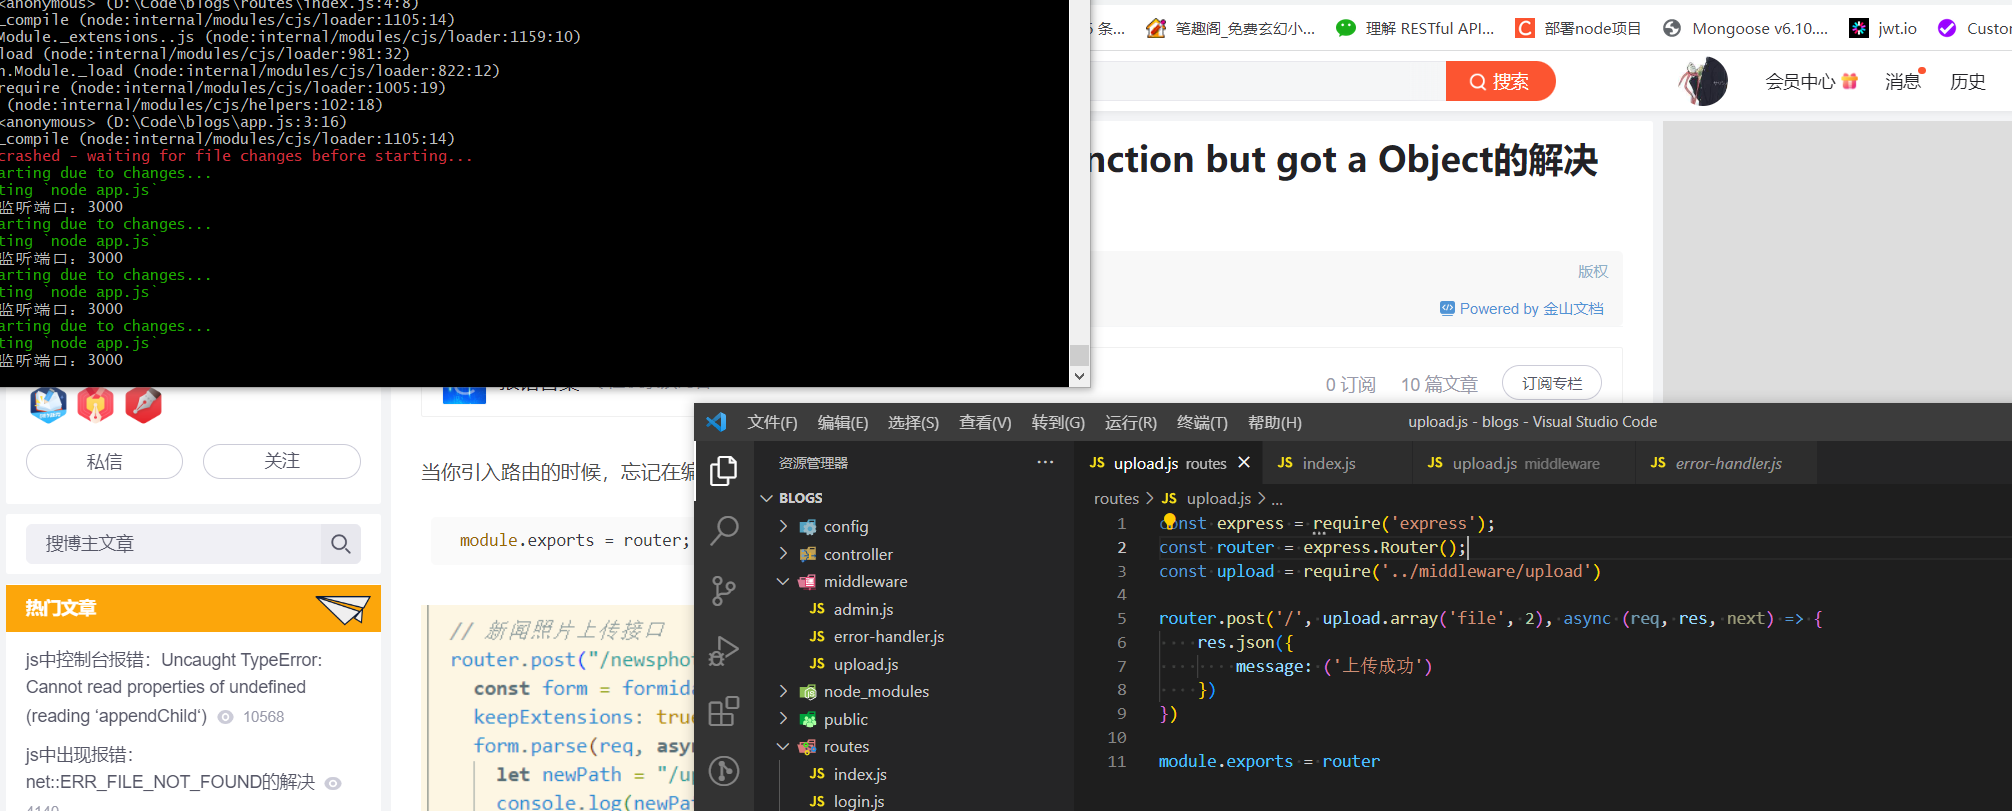 <anonymous> (D:\Code\blogs\routes\index.js:4:8)
_compile (node:internal/modules/cjs/loader:1105:14)
Module._extensions..js (node:internal/modules/cjs/loader:1159:10)
load (node:internal/modules/cjs/loader:981:32)
n.Module._load (node:internal/modules/cjs/loader:822:12)
require (node:internal/modules/cjs/loader:1005:19)
(node:internal/modules/cjs/helpers:102:18)
<anonymous> (D:\Code\blogs\app.js:3:16)
_compile (node:internal/modules/cjs/loader:1105:14)
crashed - waiting for file changes before starting...
arting due to changes...
ting `node app.js`
监听端口：3000
arting due to changes...
ting `node app.js`
监听端口：3000
arting due to changes...
ting `node app.js`
监听端口：3000
arting due to changes...
ting `node app.js`
监听端口：3000
条... 笔趣阁_免费玄幻小... 理解 RESTful API... 部署node项目 Mongoose v6.10.... jwt.io Custor
搜索 会员中心 消息 历史
nction but got a Object的解决
版权
Powered by 金山文档
0 订阅 10 篇文章 订阅专栏
私信 关注
搜博主文章
热门文章
js中控制台报错：Uncaught TypeError:
Cannot read properties of undefined
(reading ‘appendChild‘) 10568
js中出现报错：
net::ERR_FILE_NOT_FOUND的解决
4140
当你引入路由的时候，忘记在编
module.exports = router;
// 新闻照片上传接口
router.post("/newsphot
const form = formida
keepExtensions: true
form.parse(req, asyn
let newPath = "/up
console.log(newPat
文件(F) 编辑(E) 选择(S) 查看(V) 转到(G) 运行(R) 终端(T) 帮助(H) upload.js - blogs - Visual Studio Code
资源管理器 ...
BLOGS
config
controller
middleware
JS admin.js
JS error-handler.js
JS upload.js
node_modules
public
routes
JS index.js
JS login.js
JS upload.js routes JS index.js JS upload.js middleware JS error-handler.js
routes > JS upload.js > ...
1 const express = require('express');
2 const router = express.Router();
3 const upload = require('../middleware/upload')
4
5 router.post('/', upload.array('file', 2), async (req, res, next) => {
6 res.json({
7 message: ('上传成功')
8 })
9 })
10
11 module.exports = router